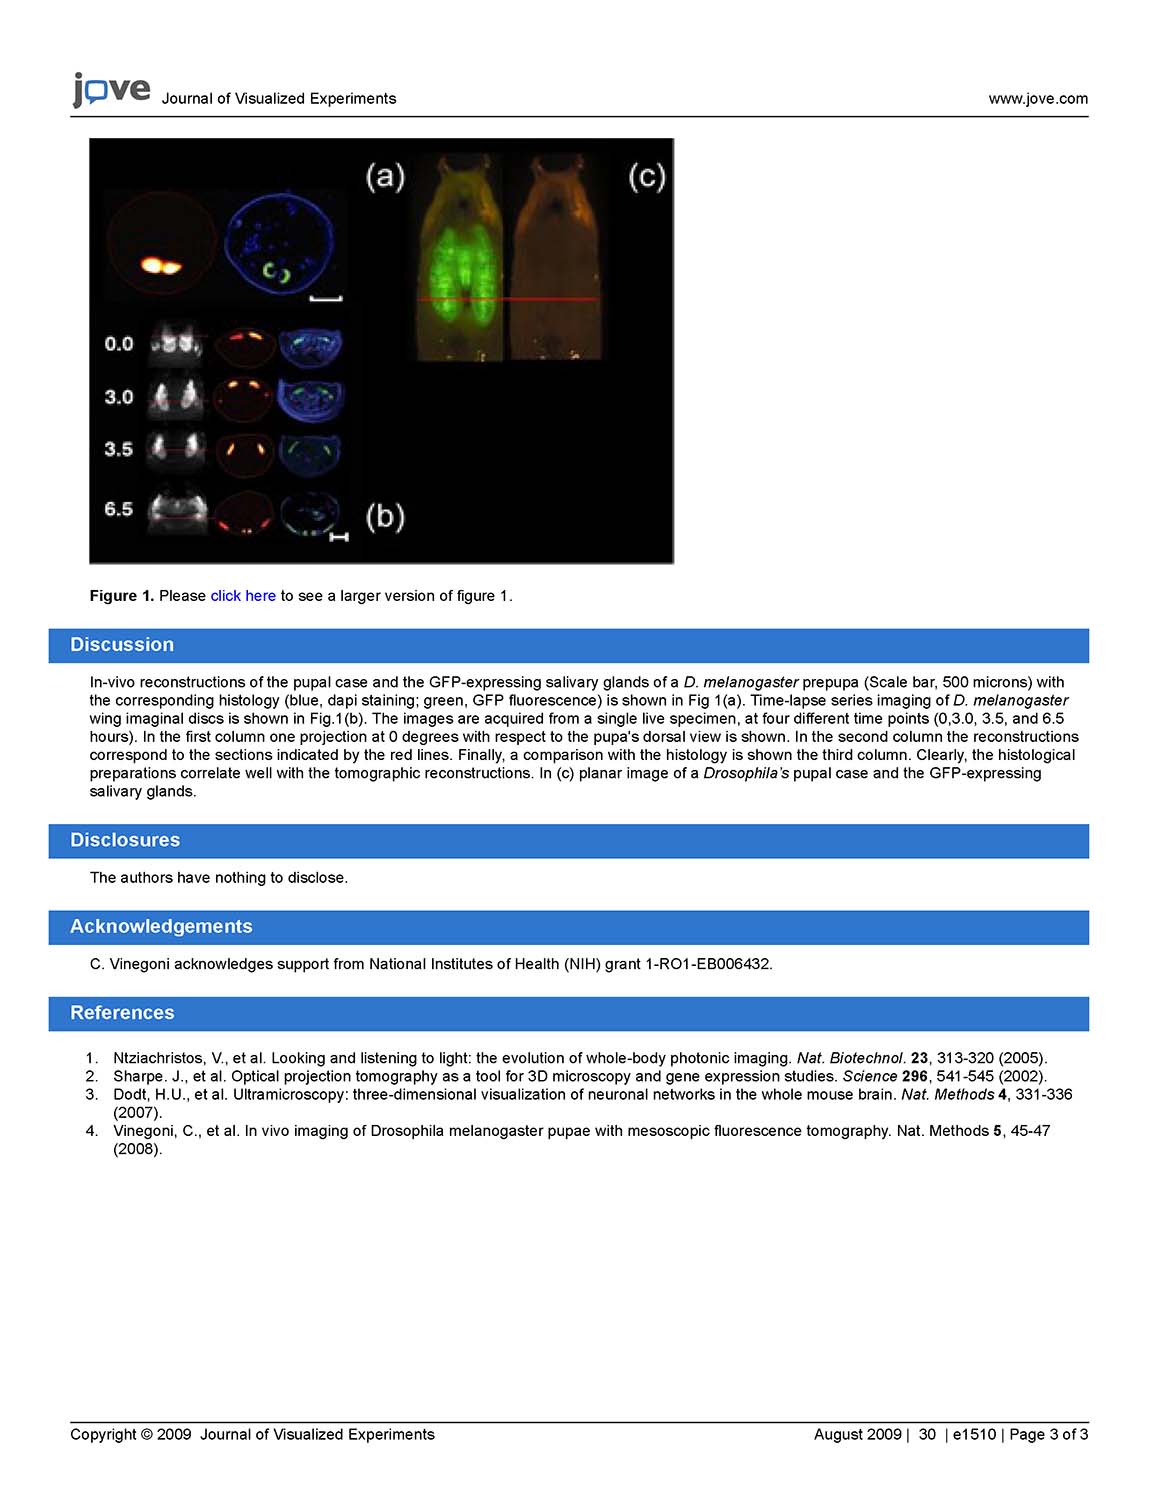 jove Journal of Visualized Experiments www.jove.com
(a) (c)
0.0
3.0
3.5
6.5
(b)
Figure 1. Please click here to see a larger version of figure 1.
Discussion
In-vivo reconstructions of the pupal case and the GFP-expressing salivary glands of a D. melanogaster prepupa (Scale bar, 500 microns) with
the corresponding histology (blue, dapi staining; green, GFP fluorescence) is shown in Fig 1(a). Time-lapse series imaging of D. melanogaster
wing imaginal discs is shown in Fig.1(b). The images are acquired from a single live specimen, at four different time points (0,3.0, 3.5, and 6.5
hours). In the first column one projection at 0 degrees with respect to the pupa's dorsal view is shown. In the second column the reconstructions
correspond to the sections indicated by the red lines. Finally, a comparison with the histology is shown the third column. Clearly, the histological
preparations correlate well with the tomographic reconstructions. In (c) planar image of a Drosophila's pupal case and the GFP-expressing
salivary glands.
Disclosures
The authors have nothing to disclose.
Acknowledgements
C. Vinegoni acknowledges support from National Institutes of Health (NIH) grant 1-RO1-EB006432.
References
1. Ntziachristos, V., et al. Looking and listening to light: the evolution of whole-body photonic imaging. Nat. Biotechnol. 23, 313-320 (2005).
2. Sharpe. J., et al. Optical projection tomography as a tool for 3D microscopy and gene expression studies. Science 296, 541-545 (2002).
3. Dodt, H.U., et al. Ultramicroscopy: three-dimensional visualization of neuronal networks in the whole mouse brain. Nat. Methods 4, 331-336
(2007).
4. Vinegoni, C., et al. In vivo imaging of Drosophila melanogaster pupae with mesoscopic fluorescence tomography. Nat. Methods 5, 45-47
(2008).
Copyright © 2009 Journal of Visualized Experiments August 2009 | 30 | e1510 | Page 3 of 3